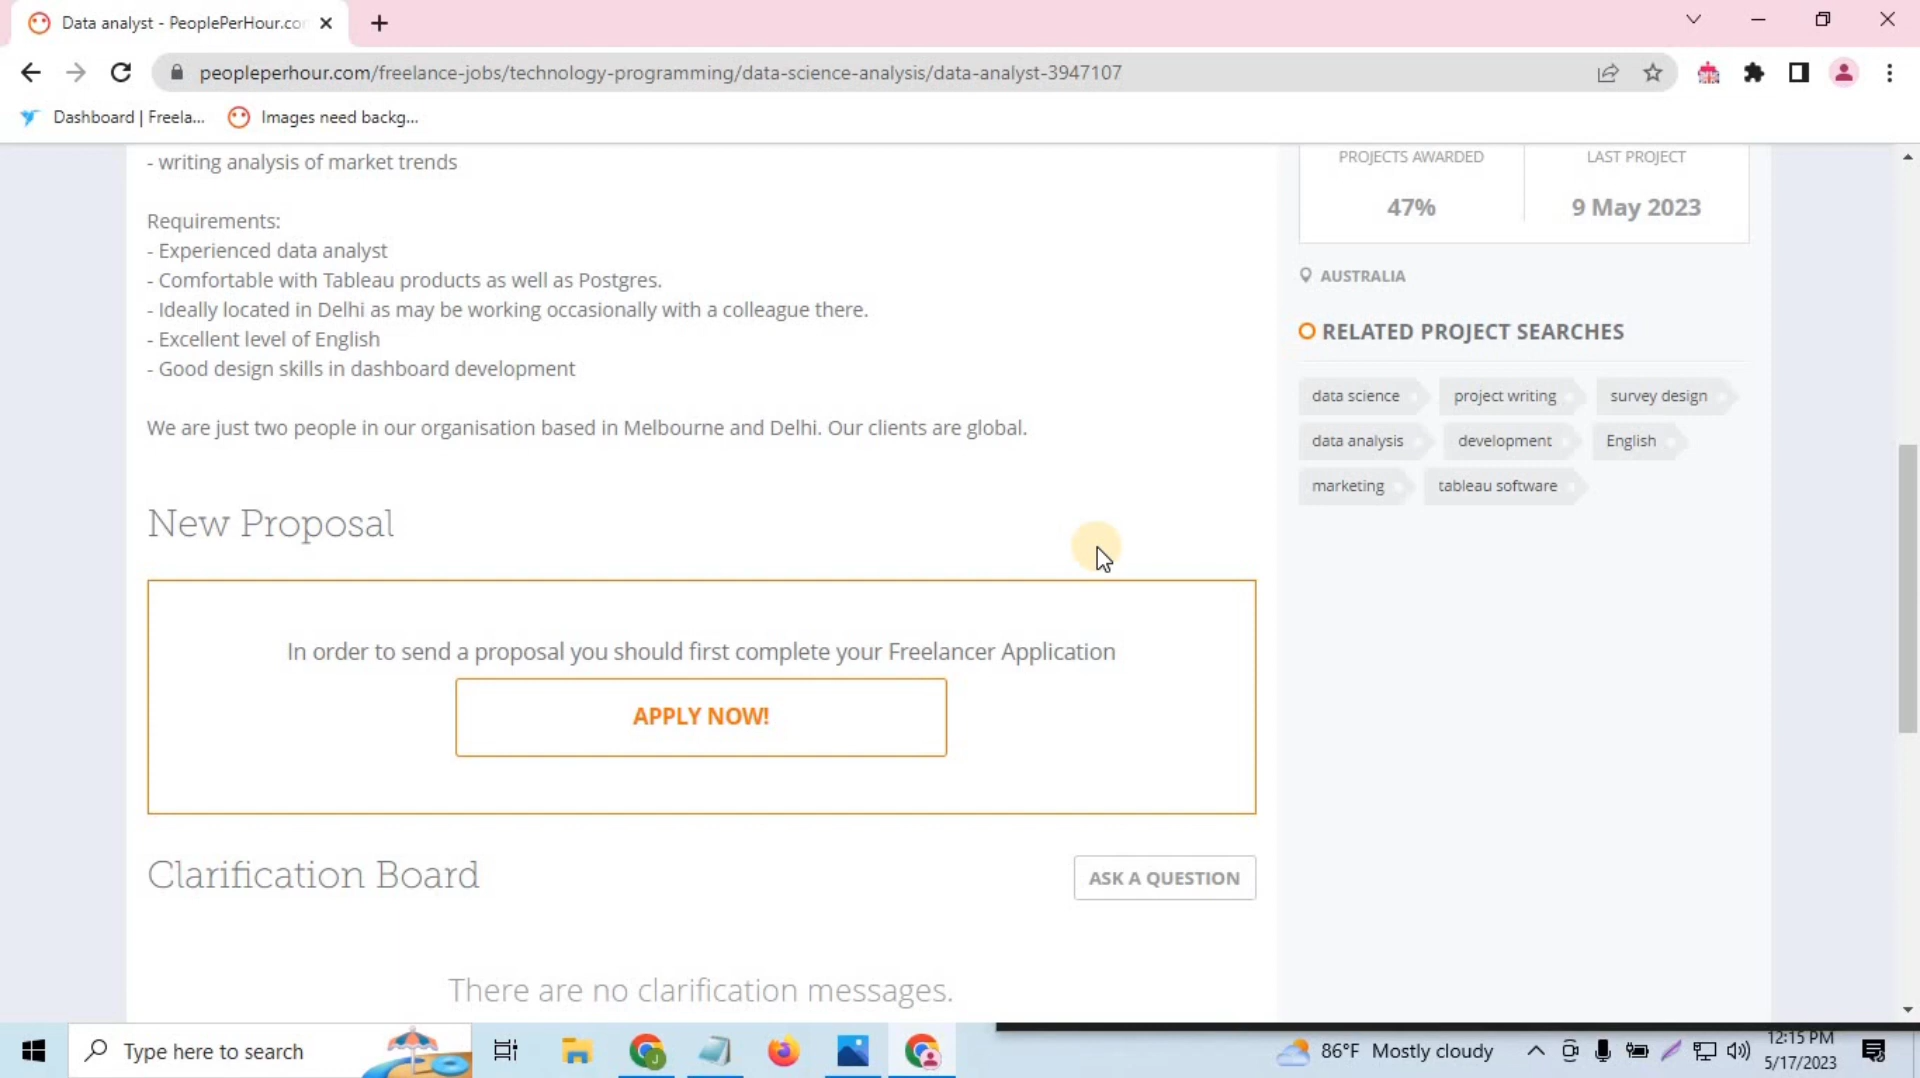 Data analyst - PeoplePerHour.co
peopleperhour.com/freelance-jobs/technology-programming/data-science-analysis/data-analyst-3947107
Dashboard | Freela...
Images need backg...
- writing analysis of market trends
Requirements:
- Experienced data analyst
- Comfortable with Tableau products as well as Postgres.
- Ideally located in Delhi as may be working occasionally with a colleague there.
- Excellent level of English
- Good design skills in dashboard development
We are just two people in our organisation based in Melbourne and Delhi. Our clients are global.
New Proposal
In order to send a proposal you should first complete your Freelancer Application
APPLY NOW!
Clarification Board
ASK A QUESTION
There are no clarification messages.
PROJECTS AWARDED
47%
LAST PROJECT
9 May 2023
AUSTRALIA
RELATED PROJECT SEARCHES
data science
project writing
survey design
data analysis
development
English
marketing
tableau software
Type here to search
86°F Mostly cloudy
12:15 PM
5/17/2023